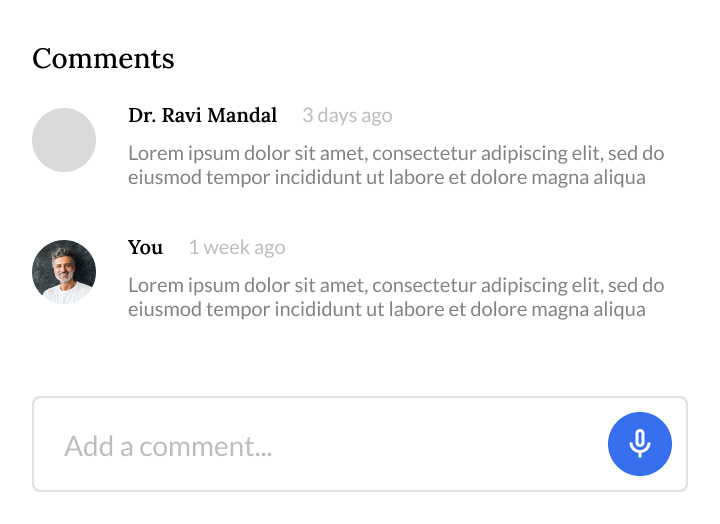 Comments
Dr. Ravi Mandal 3 days ago
Lorem ipsum dolor sit amet, consectetur adipiscing elit, sed do
eiusmod tempor incididunt ut labore et dolore magna aliqua
You 1 week ago
Lorem ipsum dolor sit amet, consectetur adipiscing elit, sed do
eiusmod tempor incididunt ut labore et dolore magna aliqua
Add a comment...